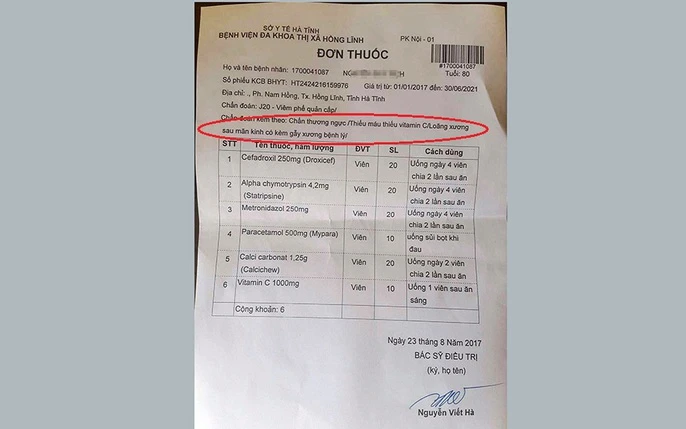 SỞ Y TẾ HÀ TĨNH
BỆNH VIỆN ĐA KHOA THỊ XÃ HỒNG LĨNH
PK Nội - 01
ĐƠN THUỐC
#1700041087
Họ và tên bệnh nhân: 1700041087
Tuổi: 80
Số phiếu KCB BHYT: HT2424216159976 Giá trị từ: 01/01/2017 đến: 30/06/2021
Địa chỉ: ., Ph. Nam Hồng, Tx. Hồng Lĩnh, Tỉnh Hà Tĩnh
Chẩn đoán: J20 - Viêm phế quản cấp/
Chẩn đoán kèm theo: Chấn thương ngực /Thiếu máu thiếu vitamin C/Loãng xương
sau mãn kinh có kèm gẫy xương bệnh lý/
STT Tên thuốc, hàm lượng ĐVT SL Cách dùng
1 Cefadroxil 250mg (Droxicef) Viên 20 Uống ngày 4 viên
chia 2 lần sau ăn
2 Alpha chymotrypsin 4,2mg Viên 20 Uống ngày 4 viên
(Statripsine) chia 2 lần sau ăn
3 Metronidazol 250mg Viên 20 Uống ngày 4 viên
chia 2 lần sau ăn
4 Paracetamol 500mg (Mypara) Viên 10 uống sủi bọt khi
đau
5 Calci carbonat 1,25g Viên 20 Uống ngày 2 viên
(Calcichew) chia 2 lần sau ăn
6 Vitamin C 1000mg Viên 10 Uống 1 viên sau ăn
sáng
Cộng khoản: 6
Ngày 23 tháng 8 Năm 2017
BÁC SỸ ĐIỀU TRỊ
(ký, họ tên)
Nguyễn Viết Hà